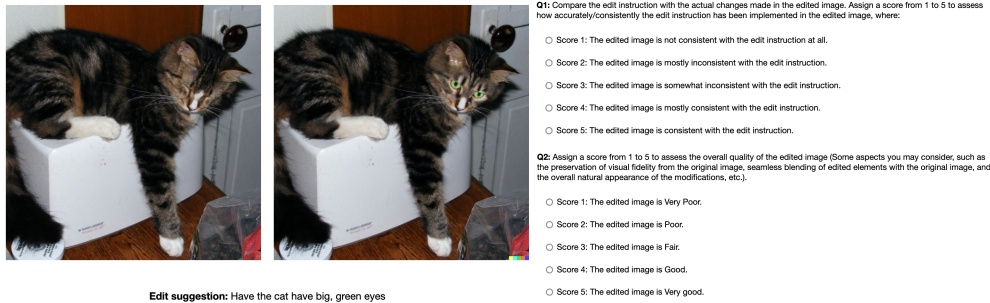 Q1: Compare the edit instruction with the actual changes made in the edited image. Assign a score from 1 to 5 to assess
how accurately/consistently the edit instruction has been implemented in the edited image, where:
Score 1: The edited image is not consistent with the edit instruction at all.
Score 2: The edited image is mostly inconsistent with the edit instruction.
Score 3: The edited image is somewhat inconsistent with the edit instruction.
Score 4: The edited image is mostly consistent with the edit instruction.
Score 5: The edited image is consistent with the edit instruction.
Q2: Assign a score from 1 to 5 to assess the overall quality of the edited image (Some aspects you may consider, such as
the preservation of visual fidelity from the original image, seamless blending of edited elements with the original image, and
the overall natural appearance of the modifications, etc.).
Score 1: The edited image is Very Poor.
Score 2: The edited image is Poor.
Score 3: The edited image is Fair.
Score 4: The edited image is Good.
Score 5: The edited image is Very good.
Edit suggestion: Have the cat have big, green eyes